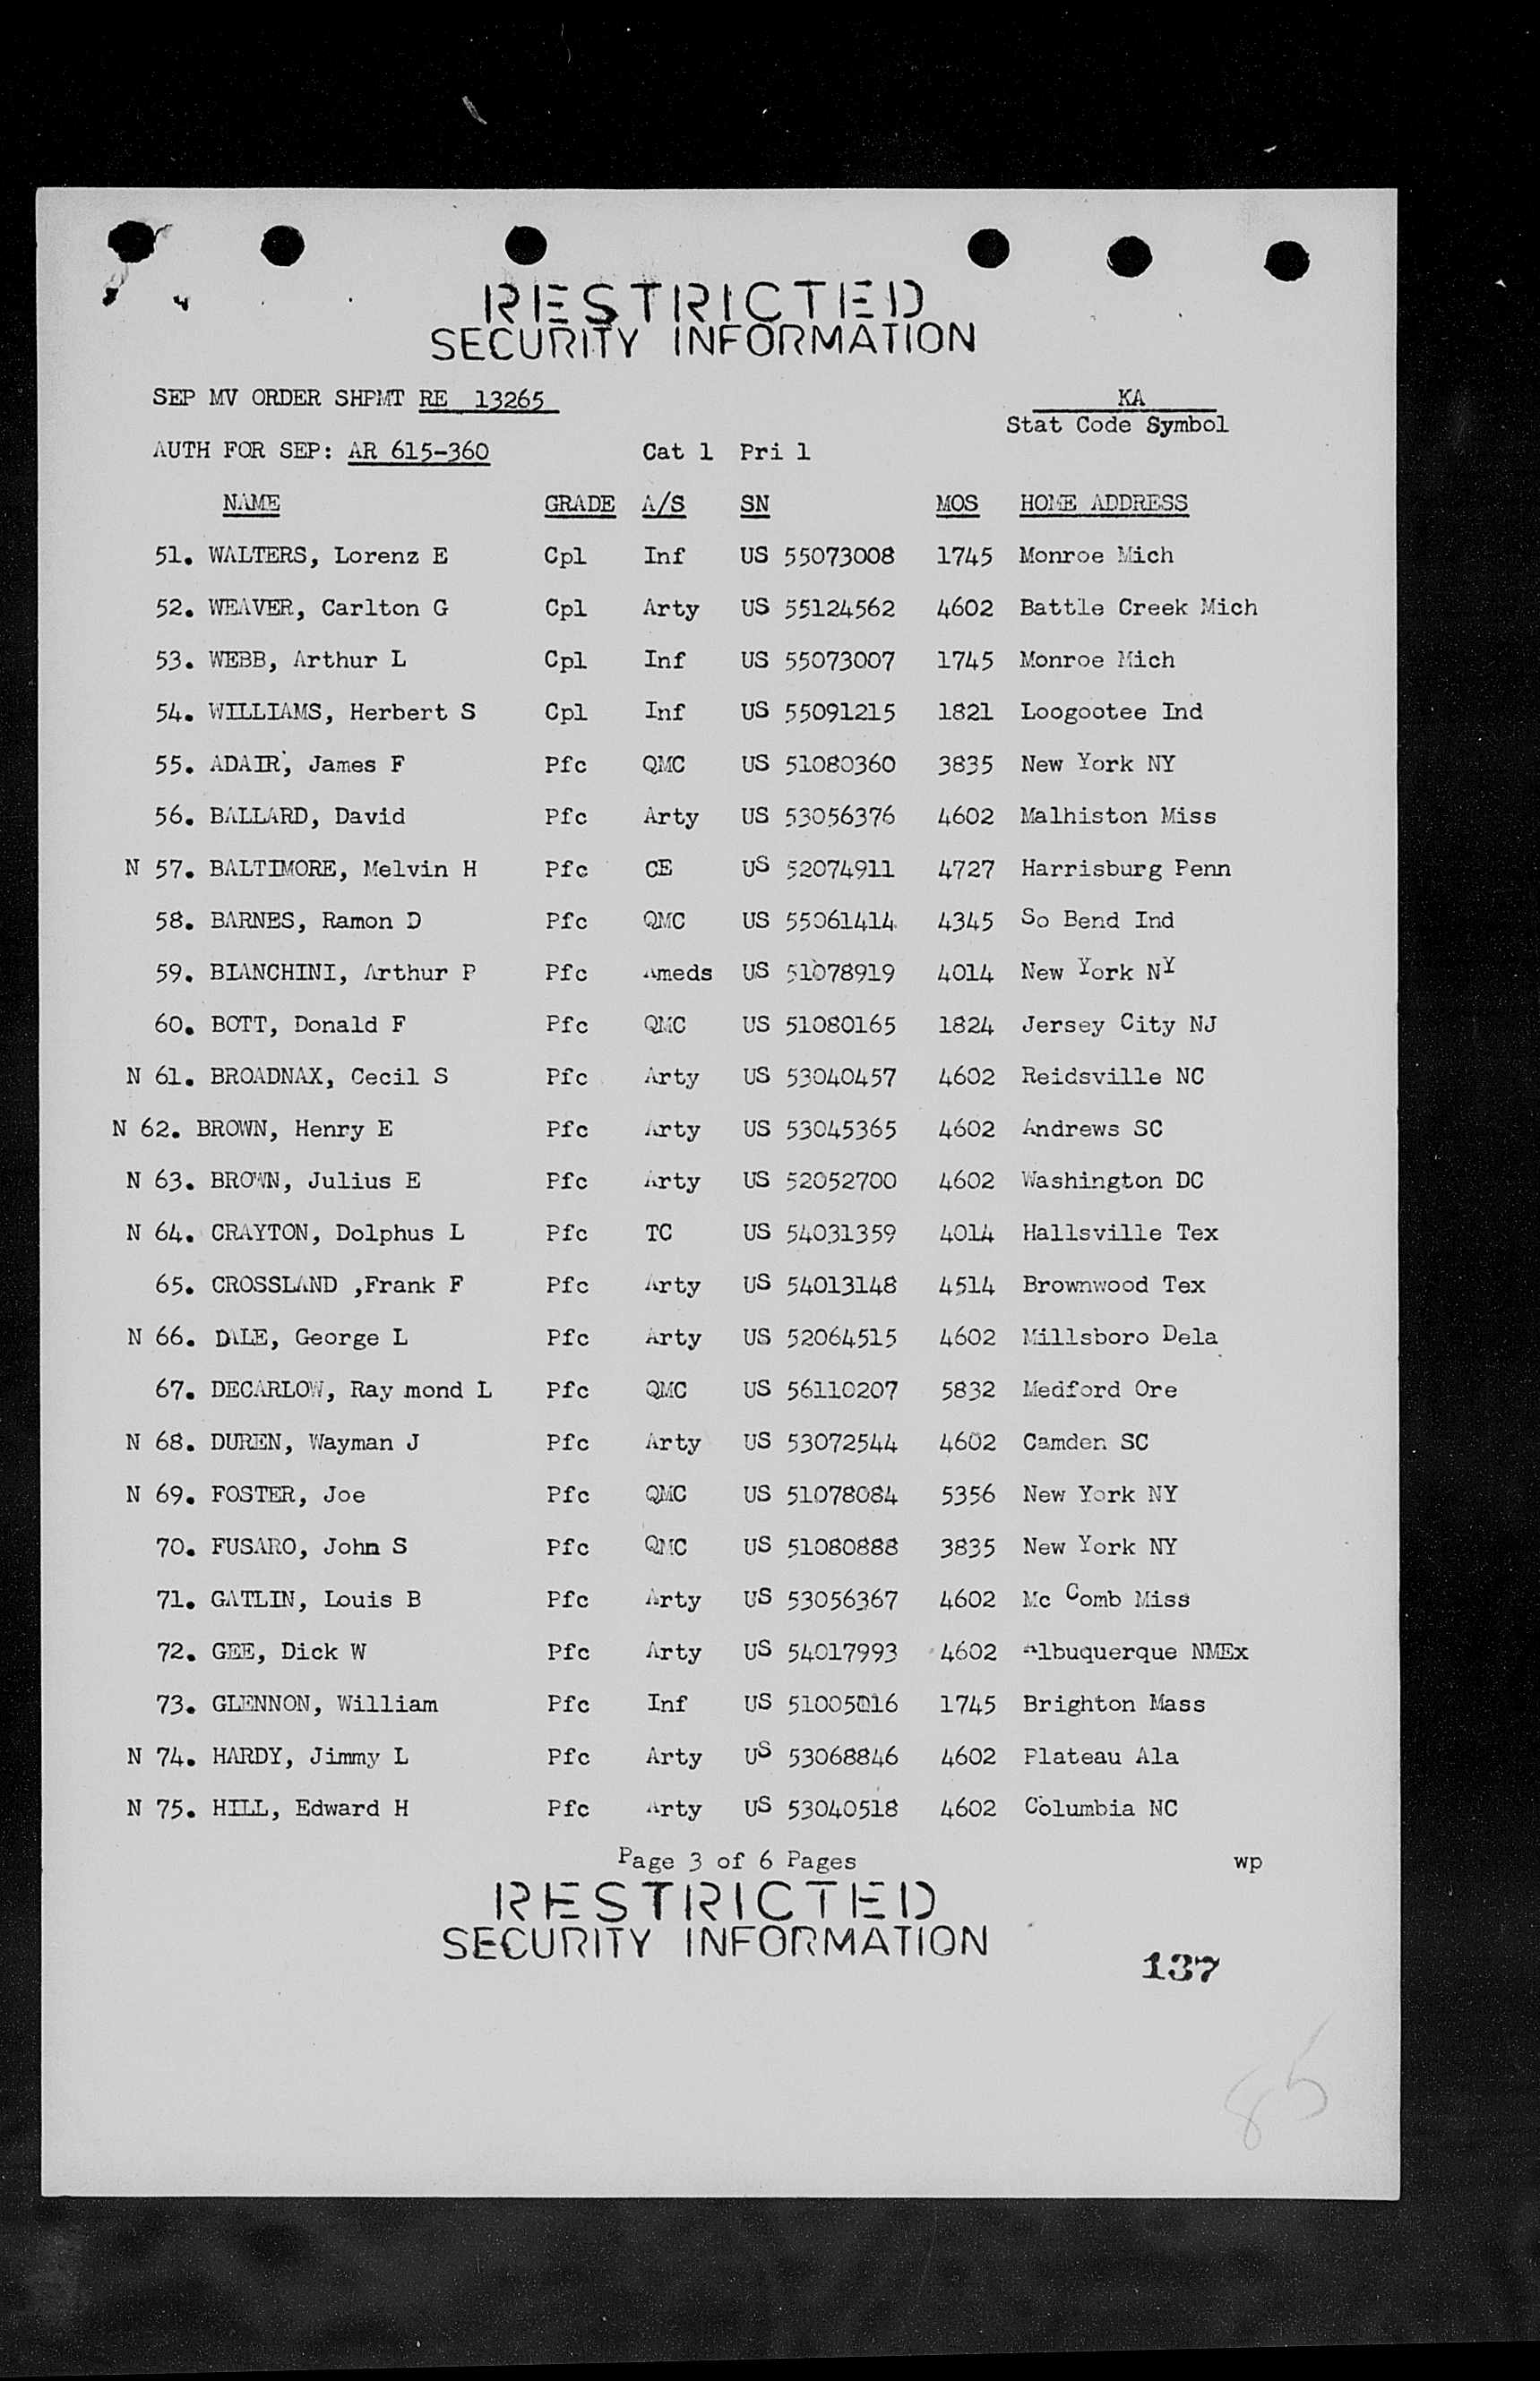 RESTRICTED
SECURITY INFORMATION
SEP MV ORDER SHPMT RE 13265 KA
Stat Code Symbol
AUTH FOR SEP: AR 615-360 Cat 1 Pri 1
NAME GRADE A/S SN MOS HOME ADDRESS
51. WALTERS, Lorenz E Cpl Inf US 55073008 1745 Monroe Mich
52. WEAVER, Carlton G Cpl Arty US 55124562 4602 Battle Creek Mich
53. WEBB, Arthur L Cpl Inf US 55073007 1745 Monroe Mich
54. WILLIAMS, Herbert S Cpl Inf US 55091215 1821 Loogootee Ind
55. ADAIR, James F Pfc QMC US 51080360 3835 New York NY
56. BALLARD, David Pfc Arty US 53056376 4602 Malhiston Miss
N 57. BALTIMORE, Melvin H Pfc CE US 52074911 4727 Harrisburg Penn
58. BARNES, Ramon D Pfc QMC US 55061414 4345 So Bend Ind
59. BIANCHINI, Arthur P Pfc Ameds US 51078919 4014 New York NY
60. BOTT, Donald F Pfc QMC US 51080165 1824 Jersey City NJ
N 61. BROADNAX, Cecil S Pfc Arty US 53040457 4602 Reidsville NC
N 62. BROWN, Henry E Pfc Arty US 53045365 4602 Andrews SC
N 63. BROWN, Julius E Pfc Arty US 52052700 4602 Washington DC
N 64. CRAYTON, Dolphus L Pfc TC US 54031359 4014 Hallsville Tex
65. CROSSLAND ,Frank F Pfc Arty US 54013148 4514 Brownwood Tex
N 66. DALE, George L Pfc Arty US 52064515 4602 Millsboro Dela
67. DECARLOW, Ray mond L Pfc QMC US 56110207 5832 Medford Ore
N 68. DUREN, Wayman J Pfc Arty US 53072544 4602 Camden SC
N 69. FOSTER, Joe Pfc QMC US 51078084 5356 New York NY
70. FUSARO, John S Pfc QMC US 51080888 3835 New York NY
71. GATLIN, Louis B Pfc Arty US 53056367 4602 Mc Comb Miss
72. GEE, Dick W Pfc Arty US 54017993 4602 Albuquerque NMEx
73. GLENNON, William Pfc Inf US 51005016 1745 Brighton Mass
N 74. HARDY, Jimmy L Pfc Arty US 53068846 4602 Plateau Ala
N 75. HILL, Edward H Pfc Arty US 53040518 4602 Columbia NC
Page 3 of 6 Pages wp
RESTRICTED
SECURITY INFORMATION
137
85